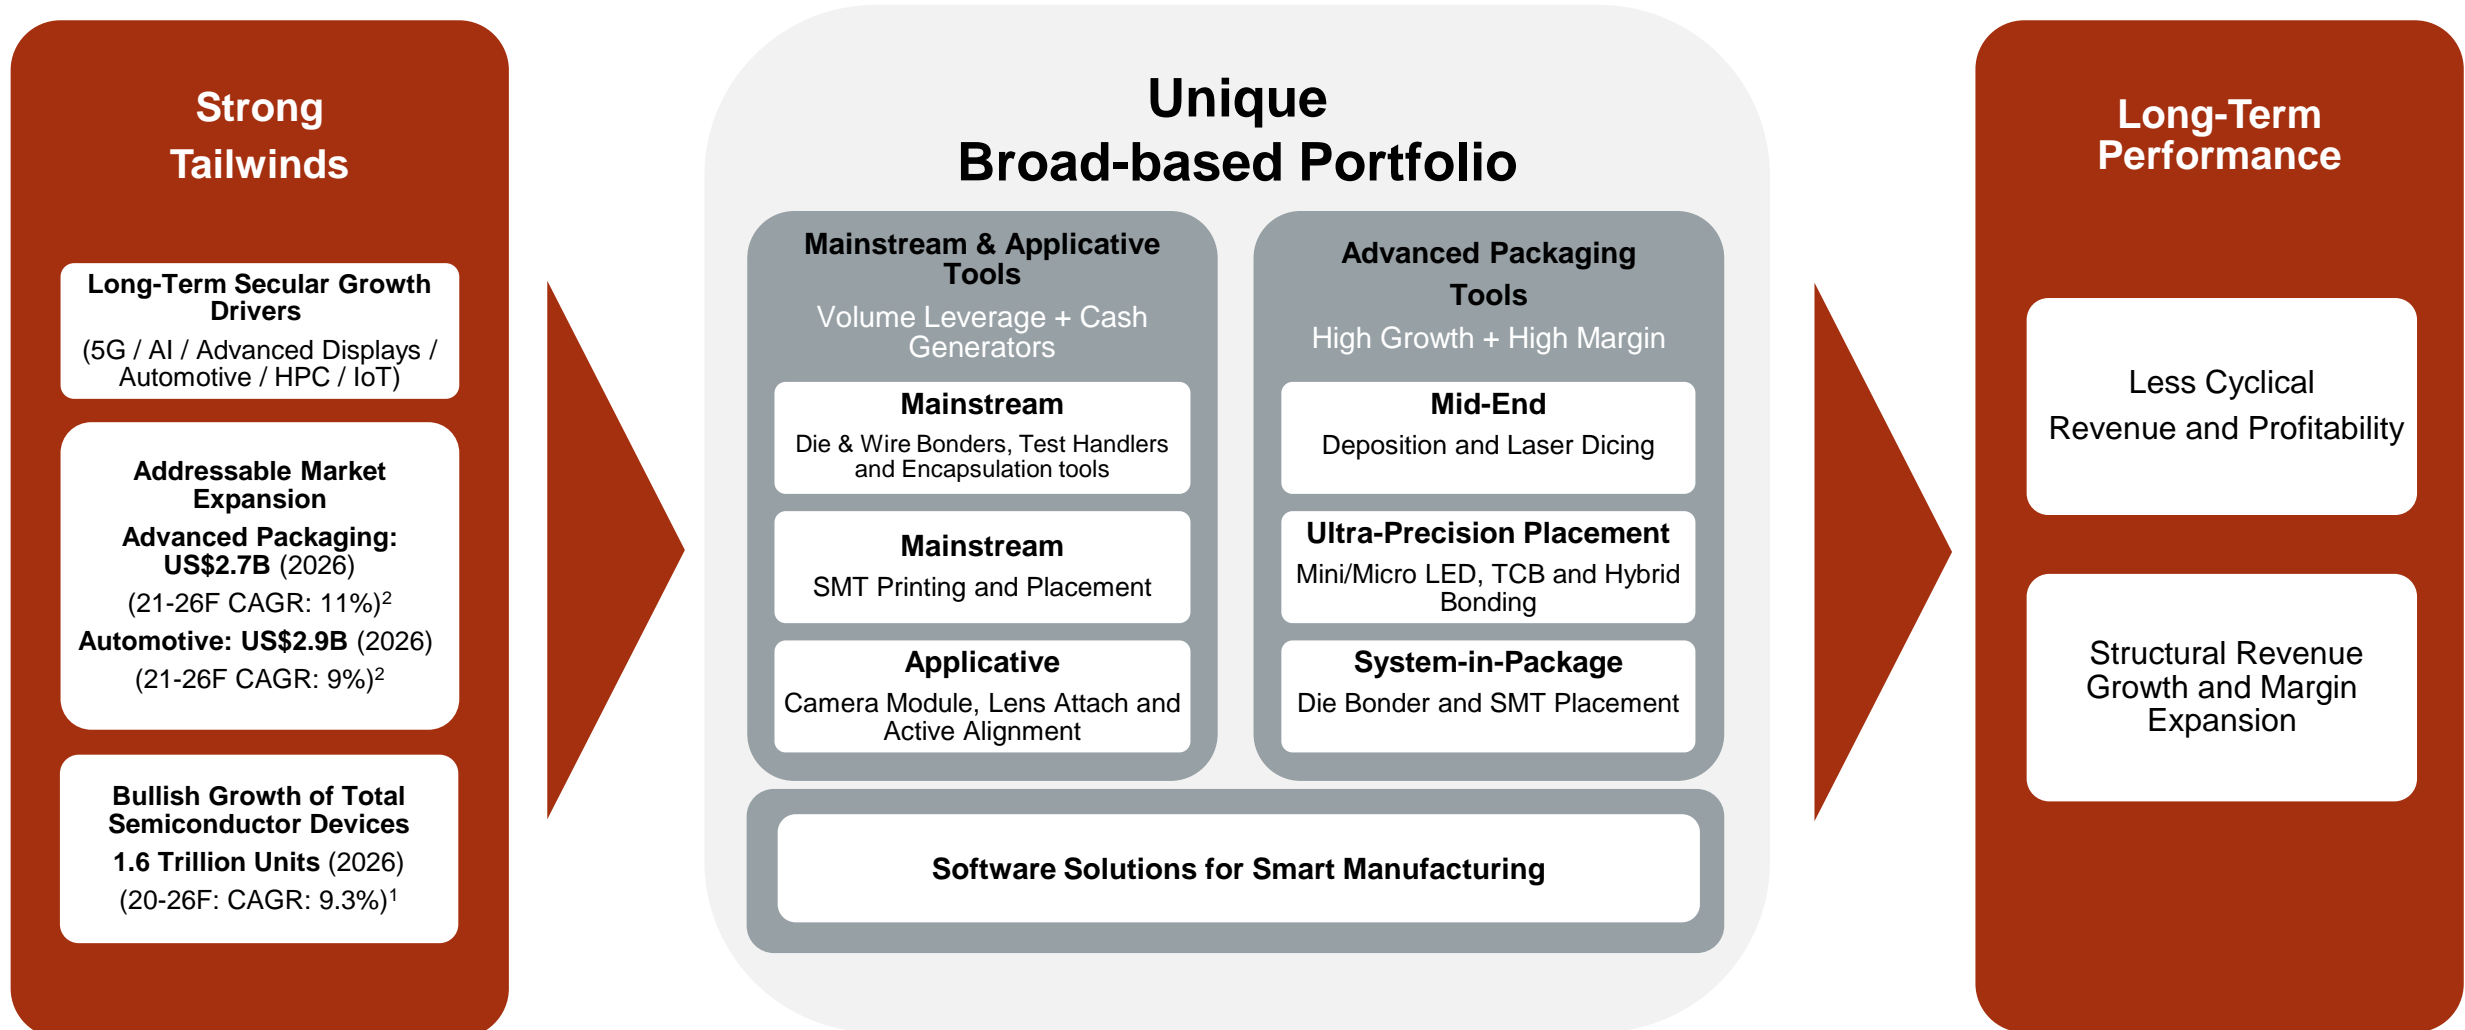 Strong
Tailwinds
Long-Term Secular Growth
Drivers
(5G / AI / Advanced Displays /
Automotive / HPC / IoT)
Addressable Market
Expansion
Advanced Packaging:
US$2.7B (2026)
(21-26F CAGR: 11%)²
Automotive: US$2.9B (2026)
(21-26F CAGR: 9%)²
Bullish Growth of Total
Semiconductor Devices
1.6 Trillion Units (2026)
(20-26F: CAGR: 9.3%)¹
Unique
Broad-based Portfolio
Mainstream & Applicative
Tools
Volume Leverage + Cash
Generators
Mainstream
Die & Wire Bonders, Test Handlers
and Encapsulation tools
Mainstream
SMT Printing and Placement
Applicative
Camera Module, Lens Attach and
Active Alignment
Advanced Packaging
Tools
High Growth + High Margin
Mid-End
Deposition and Laser Dicing
Ultra-Precision Placement
Mini/Micro LED, TCB and Hybrid
Bonding
System-in-Package
Die Bonder and SMT Placement
Software Solutions for Smart Manufacturing
Long-Term
Performance
Less Cyclical
Revenue and Profitability
Structural Revenue
Growth and Margin
Expansion